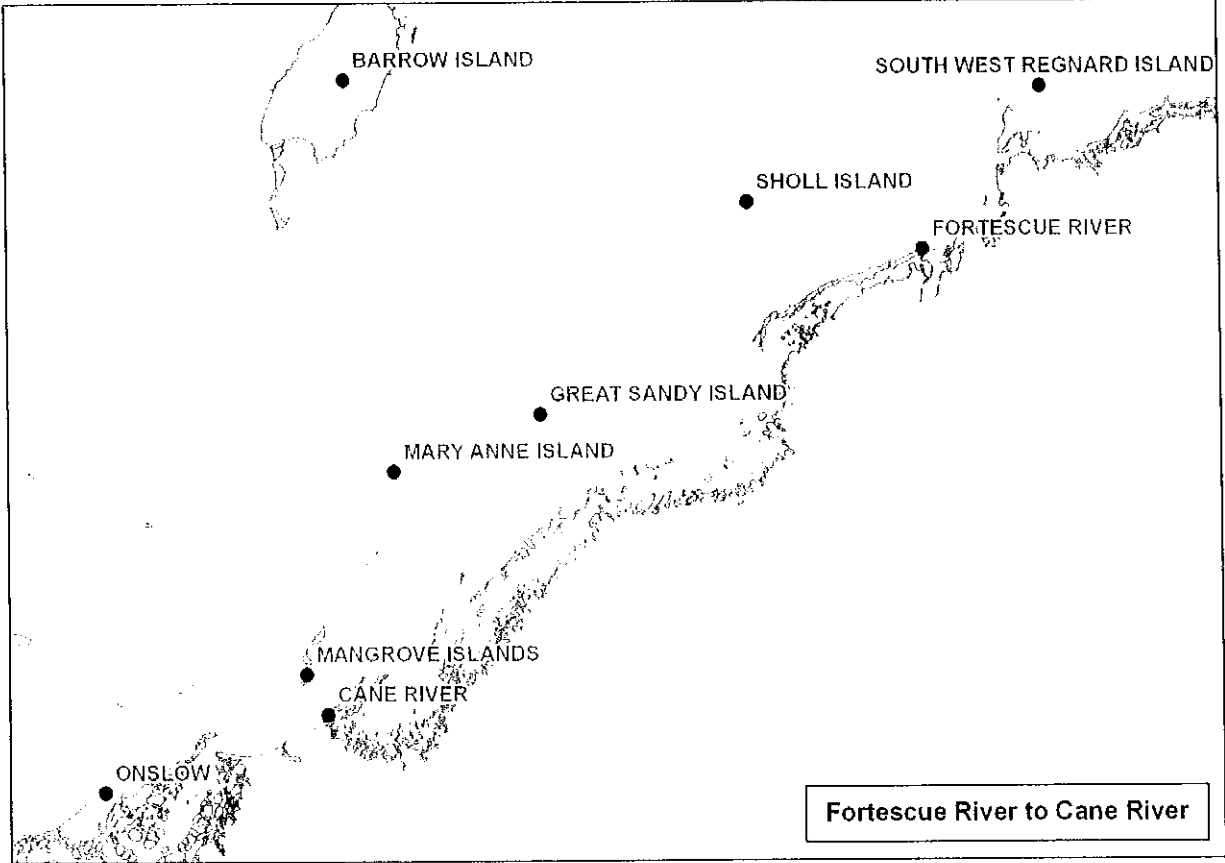 BARROW ISLAND
SOUTH WEST REGNARD ISLAND
SHOLL ISLAND
FORTESCUE RIVER
GREAT SANDY ISLAND
MARY ANNE ISLAND
MANGROVE ISLANDS
CANE RIVER
ONSLOW
Fortescue River to Cane River